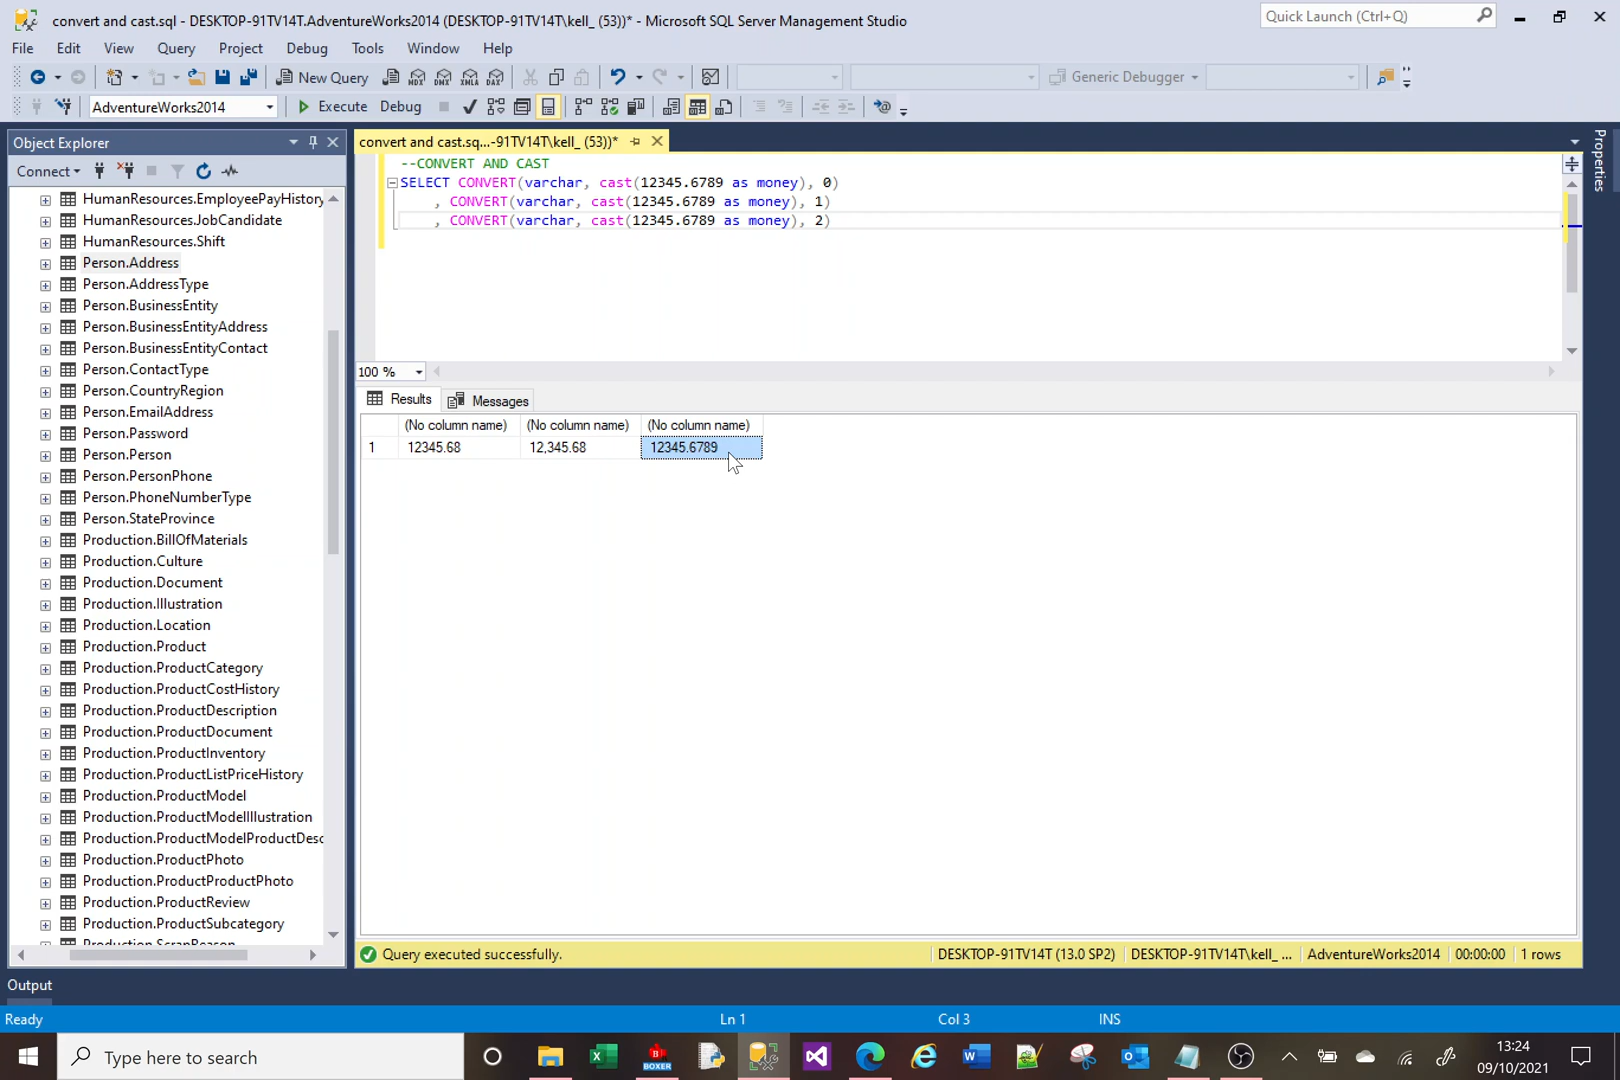 convert and cast.sql - DESKTOP-91TV14T.AdventureWorks2014 (DESKTOP-91TV14T\kell_ (53))* - Microsoft SQL Server Management Studio
Quick Launch (Ctrl+Q)
File Edit View Query Project Debug Tools Window Help
New Query MDX DMX XMLA DAX Generic Debugger
AdventureWorks2014 Execute Debug
Object Explorer
convert and cast.sq...-91TV14T\kell_ (53))*
Properties
Connect
--CONVERT AND CAST
SELECT CONVERT(varchar, cast(12345.6789 as money), 0)
, CONVERT(varchar, cast(12345.6789 as money), 1)
, CONVERT(varchar, cast(12345.6789 as money), 2)
HumanResources.EmployeePayHistory
HumanResources.JobCandidate
HumanResources.Shift
Person.Address
Person.AddressType
Person.BusinessEntity
Person.BusinessEntityAddress
Person.BusinessEntityContact
Person.ContactType
Person.CountryRegion
Person.EmailAddress
Person.Password
Person.Person
Person.PersonPhone
Person.PhoneNumberType
Person.StateProvince
Production.BillOfMaterials
Production.Culture
Production.Document
Production.Illustration
Production.Location
Production.Product
Production.ProductCategory
Production.ProductCostHistory
Production.ProductDescription
Production.ProductDocument
Production.ProductInventory
Production.ProductListPriceHistory
Production.ProductModel
Production.ProductModelIllustration
Production.ProductModelProductDesc
Production.ProductPhoto
Production.ProductProductPhoto
Production.ProductReview
Production.ProductSubcategory
Production.ScrapReason
100 %
Results Messages
(No column name) (No column name) (No column name)
1 12345.68 12,345.68 12345.6789
Query executed successfully. DESKTOP-91TV14T (13.0 SP2) DESKTOP-91TV14T\kell_ ... AdventureWorks2014 00:00:00 1 rows
Output
Ready Ln 1 Col 3 INS
Type here to search
BOXER
13:24
09/10/2021